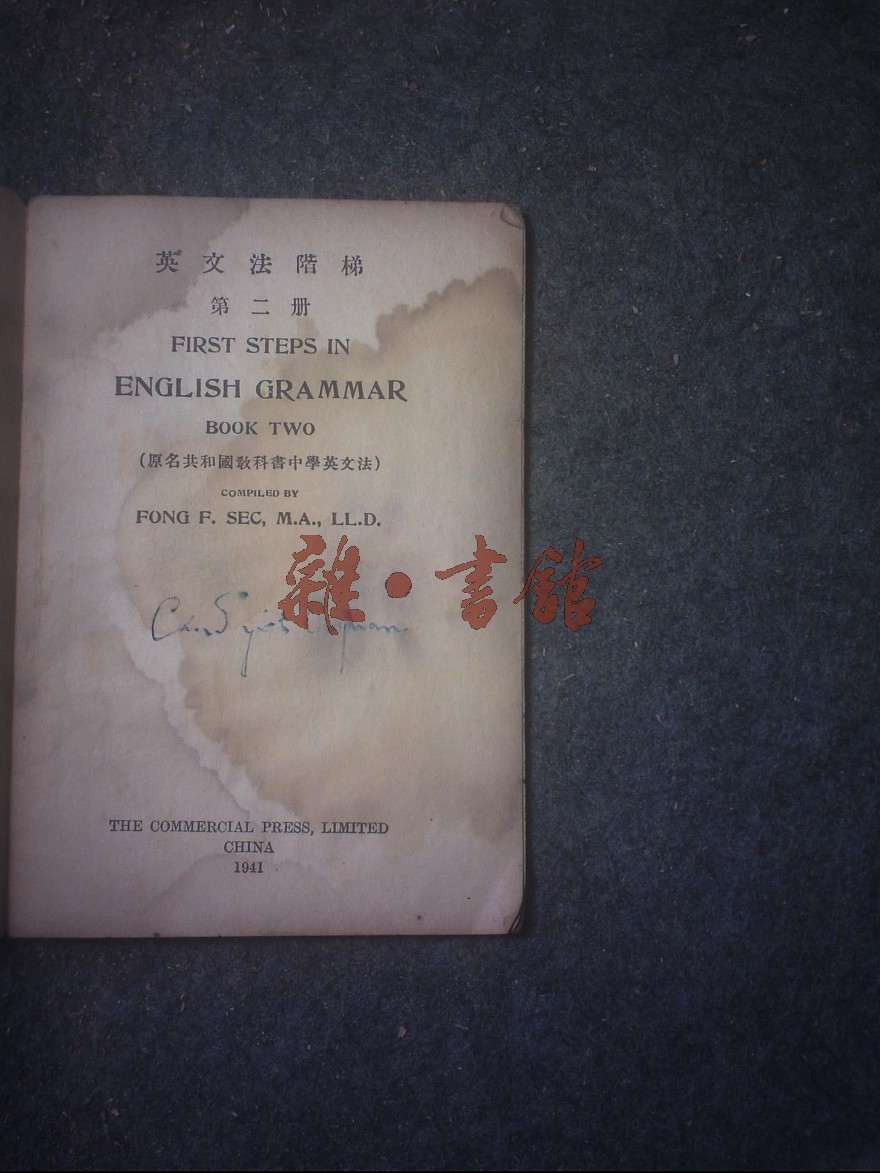 英文法階梯
第二册
FIRST STEPS IN
ENGLISH GRAMMAR
BOOK TWO
(原名共和國教科書中學英文法)
COMPILED BY
FONG F. SEC, M.A., LL.D.
雜·書館
THE COMMERCIAL PRESS, LIMITED
CHINA
1941